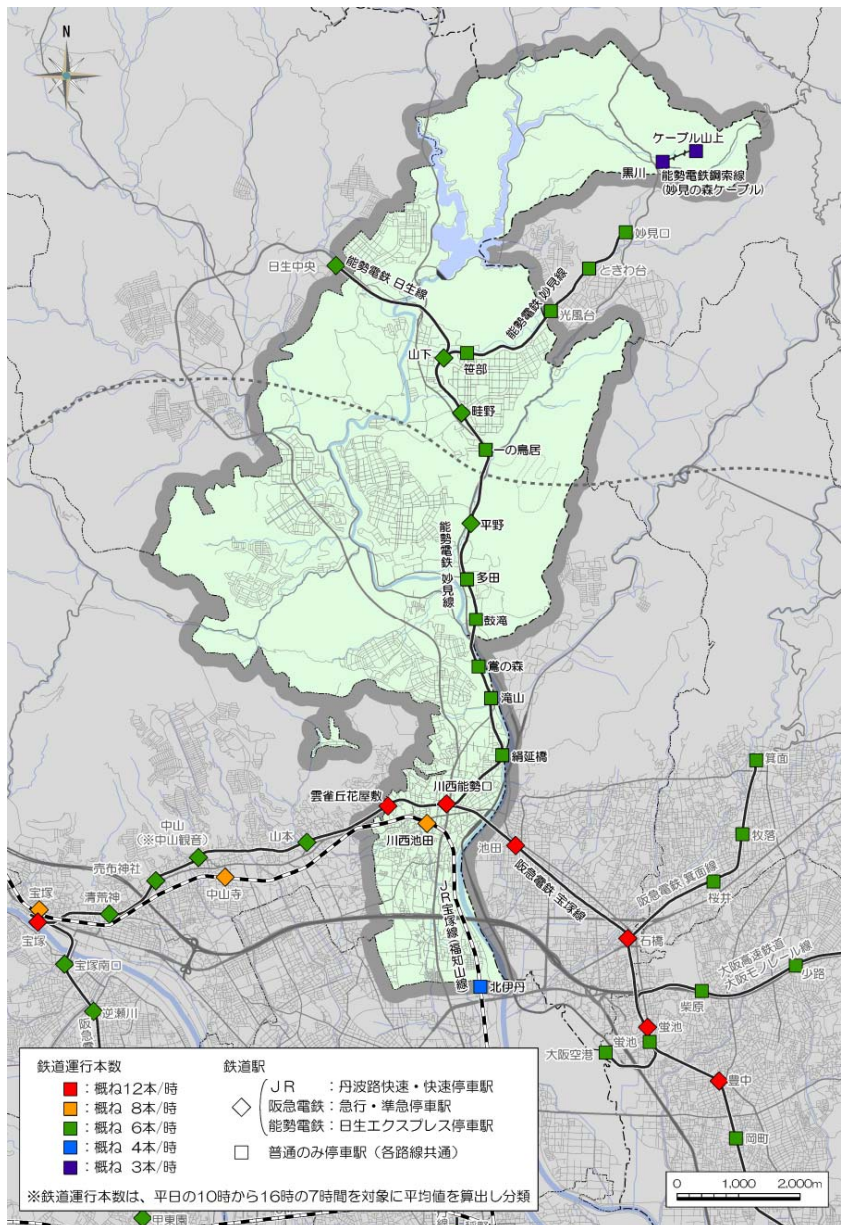 N
ケーブル山上
黒川
能勢電鉄鋼索線
(妙見の森ケーブル)
妙見口
日生中央
能勢電鉄 日生線
ときわ台
能勢電鉄 妙見線
光風台
山下
笹部
畦野
一の鳥居
平野
能勢電鉄 妙見線
多田
鼓滝
鴬の森
滝山
絹延橋
箕面
雲雀丘花屋敷
川西能勢口
中山
(※中山観音)
山本
川西池田
池田
牧落
売布神社
阪急電鉄 宝塚線
阪急電鉄 箕面線
中山寺
桜井
宝塚
清荒神
宝塚
JR宝塚線(福知山線)
石橋
大阪高速鉄道
大阪モノレール線
宝塚南口
少路
北伊丹
柴原
逆瀬川
阪急電
蛍池
蛍池
大阪空港
豊中
岡町
鉄道運行本数
:概ね12本/時
:概ね 8本/時
:概ね 6本/時
:概ね 4本/時
:概ね 3本/時
鉄道駅
JR :丹波路快速・快速停車駅
阪急電鉄:急行・準急停車駅
能勢電鉄:日生エクスプレス停車駅
普通のみ停車駅(各路線共通)
※鉄道運行本数は、平日の10時から16時の7時間を対象に平均値を算出し分類
0 1,000 2,000m
甲東園